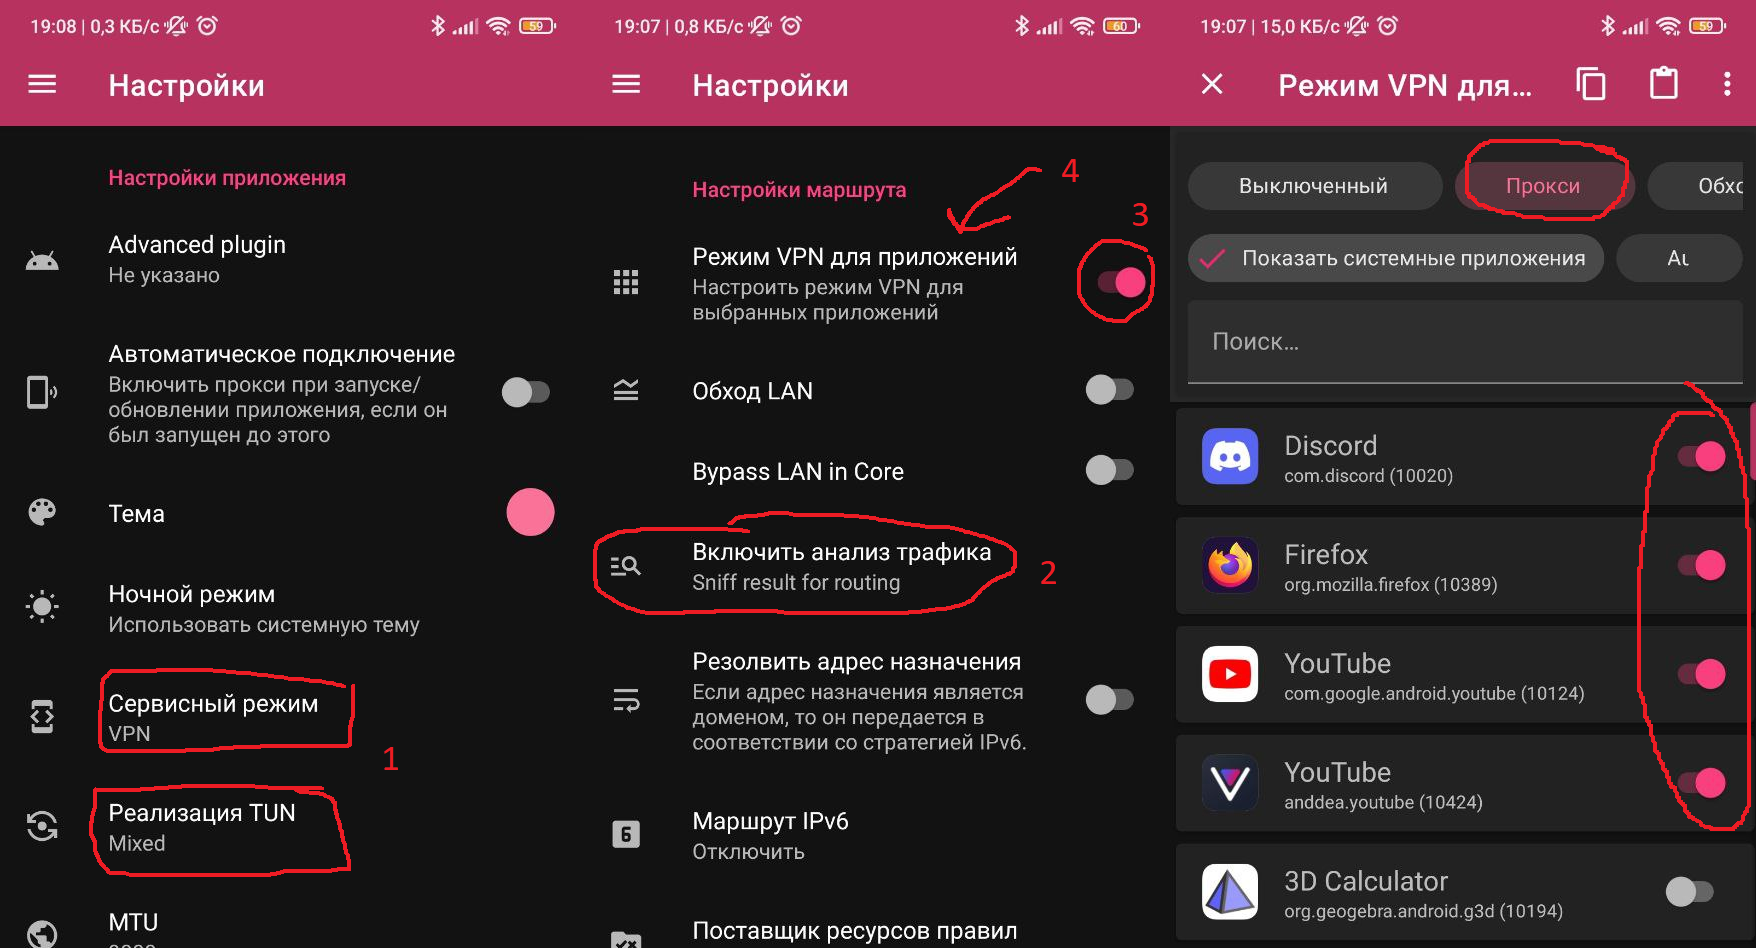 19:08 | 0,3 КБ/с
59
Настройки
Настройки приложения
Advanced plugin
Не указано
Автоматическое подключение
Включить прокси при запуске/
обновлении приложения, если он
был запущен до этого
Тема
Ночной режим
Использовать системную тему
Сервисный режим
VPN
1
Реализация TUN
Mixed
MTU
19:07 | 0,8 КБ/с
60
Настройки
4
Настройки маршрута
3
Режим VPN для приложений
Настроить режим VPN для
выбранных приложений
Обход LAN
Bypass LAN in Core
Включить анализ трафика
Sniff result for routing
2
Резолвить адрес назначения
Если адрес назначения является
доменом, то он передается в
соответствии со стратегией IPv6.
6
Маршрут IPv6
Отключить
Поставщик ресурсов правил
19:07 | 15,0 КБ/с
59
Режим VPN для...
Выключенный
Прокси
Обхо
Показать системные приложения
Au
Поиск...
Discord
com.discord (10020)
Firefox
org.mozilla.firefox (10389)
YouTube
com.google.android.youtube (10124)
YouTube
anddea.youtube (10424)
3D Calculator
org.geogebra.android.g3d (10194)